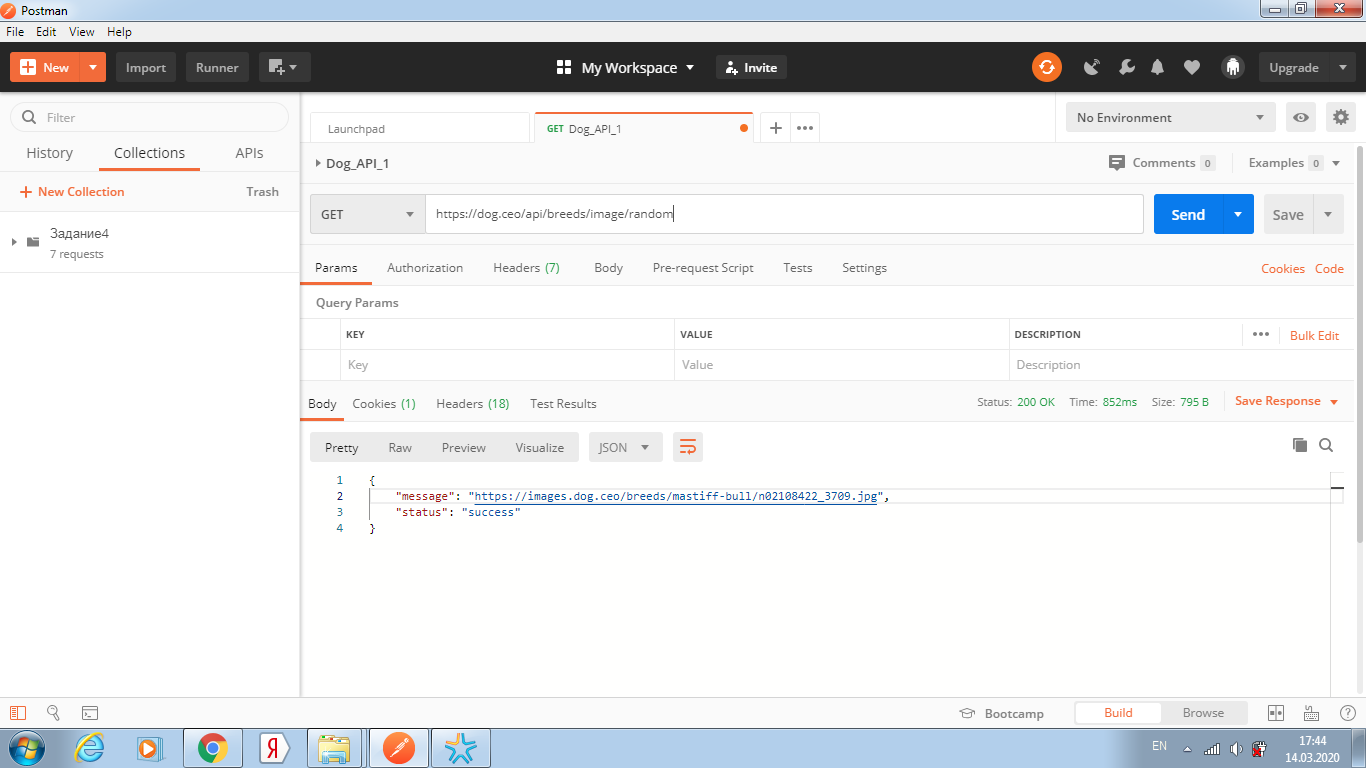 Postman
File Edit View Help
New Import Runner My Workspace Invite Upgrade
Filter
History Collections APIs
New Collection Trash
Задание4
7 requests
Launchpad GET Dog_API_1 No Environment
Dog_API_1 Comments 0 Examples 0
GET https://dog.ceo/api/breeds/image/random Send Save
Params Authorization Headers (7) Body Pre-request Script Tests Settings Cookies Code
Query Params
KEY VALUE DESCRIPTION Bulk Edit
Key Value Description
Body Cookies (1) Headers (18) Test Results Status: 200 OK Time: 852ms Size: 795 B Save Response
Pretty Raw Preview Visualize JSON
1 {
2 "message": "https://images.dog.ceo/breeds/mastiff-bull/n02108422_3709.jpg",
3 "status": "success"
4 }
Bootcamp Build Browse
Я EN 17:44
14.03.2020